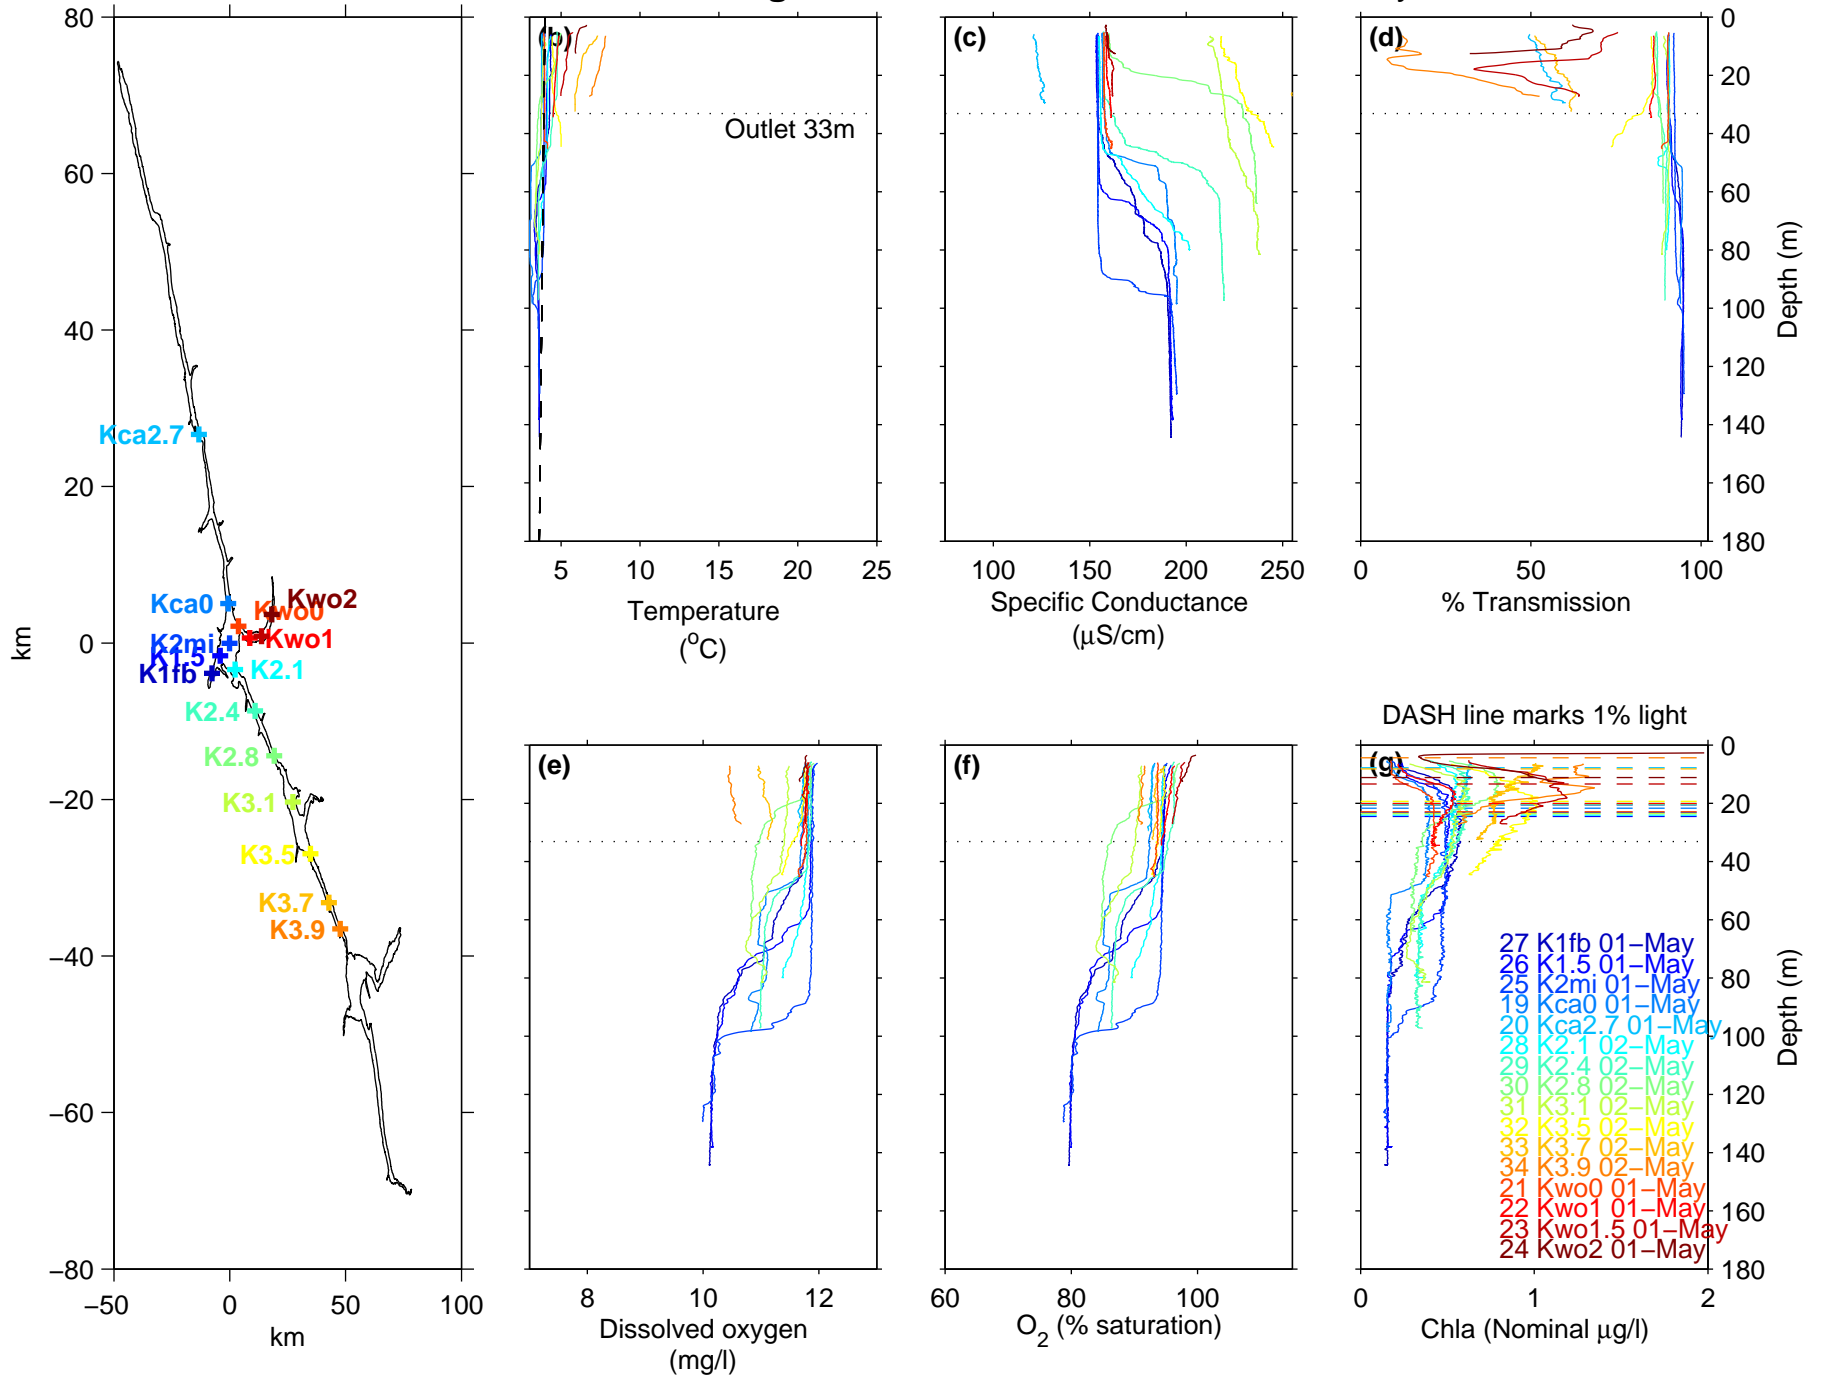 80
60
40
20
0
−20
−40
−60
−80
km
−50
0
50
100
km
Kca2.7
Kca0
Kwo2
Kwo0
Kwo1
K2mi
K1.5
K1fb
K2.1
K2.4
K2.8
K3.1
K3.5
K3.7
K3.9
(b)
Outlet 33m
5
10
15
20
25
Temperature
(oC)
(c)
100
150
200
250
Specific Conductance
(μS/cm)
(d)
0
50
100
% Transmission
0
20
40
60
80
100
120
140
160
180
Depth (m)
(e)
8
10
12
Dissolved oxygen
(mg/l)
(f)
60
80
100
O2 (% saturation)
DASH line marks 1% light
(g)
27 K1fb 01−May
26 K1.5 01−May
25 K2mi 01−May
19 Kca0 01−May
20 Kca2.7 01−May
28 K2.1 02−May
29 K2.4 02−May
30 K2.8 02−May
31 K3.1 02−May
32 K3.5 02−May
33 K3.7 02−May
34 K3.9 02−May
21 Kwo0 01−May
22 Kwo1 01−May
23 Kwo1.5 01−May
24 Kwo2 01−May
0
1
2
Chla (Nominal μg/l)
0
20
40
60
80
100
120
140
160
180
Depth (m)